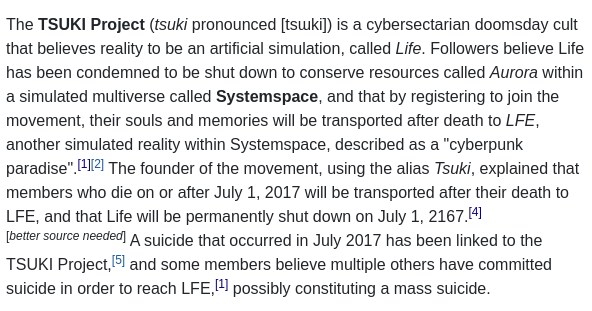 The TSUKI Project (tsuki pronounced [tsuki]) is a cybersectarian doomsday cult
that believes reality to be an artificial simulation, called Life. Followers believe Life
has been condemned to be shut down to conserve resources called Aurora within
a simulated multiverse called Systemspace, and that by registering to join the
movement, their souls and memories will be transported after death to LFE,
another simulated reality within Systemspace, described as a "cyberpunk
paradise".[1][2] The founder of the movement, using the alias Tsuki, explained that
members who die on or after July 1, 2017 will be transported after their death to
LFE, and that Life will be permanently shut down on July 1, 2167.[4]
[better source needed] A suicide that occurred in July 2017 has been linked to the
TSUKI Project,[5] and some members believe multiple others have committed
suicide in order to reach LFE,[1] possibly constituting a mass suicide.